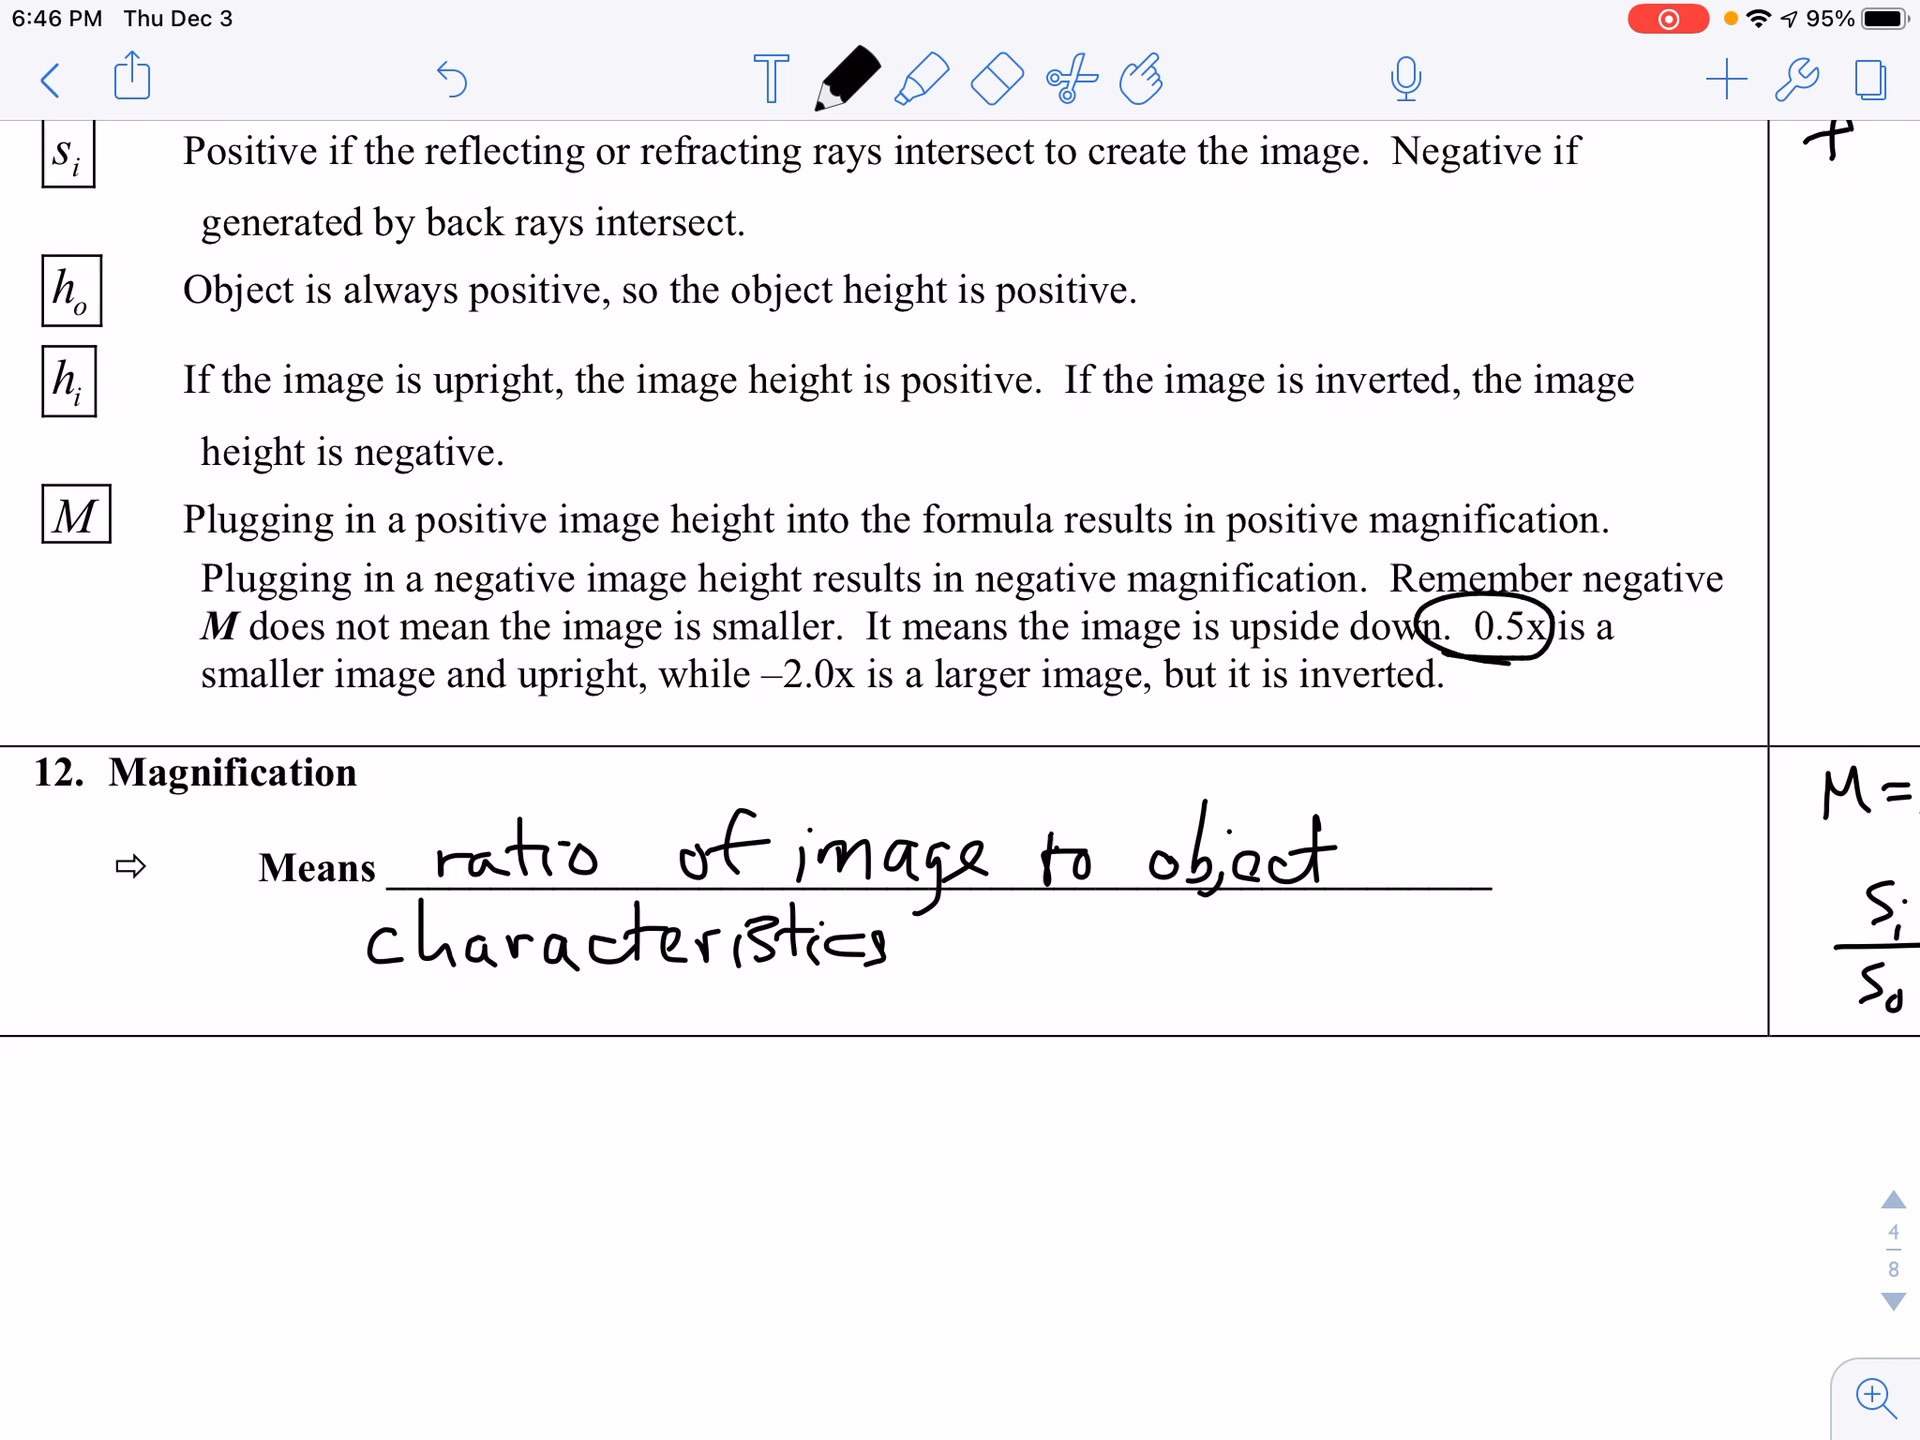 6:46 PM Thu Dec 3 95%
T
s_i Positive if the reflecting or refracting rays intersect to create the image. Negative if
generated by back rays intersect.
h_o Object is always positive, so the object height is positive.
h_i If the image is upright, the image height is positive. If the image is inverted, the image
height is negative.
M Plugging in a positive image height into the formula results in positive magnification.
Plugging in a negative image height results in negative magnification. Remember negative
M does not mean the image is smaller. It means the image is upside down. 0.5x is a
smaller image and upright, while –2.0x is a larger image, but it is inverted.
+
12. Magnification
⇨ Means ratio of image to object
characteristics
M =
S_i
S_o
4
8